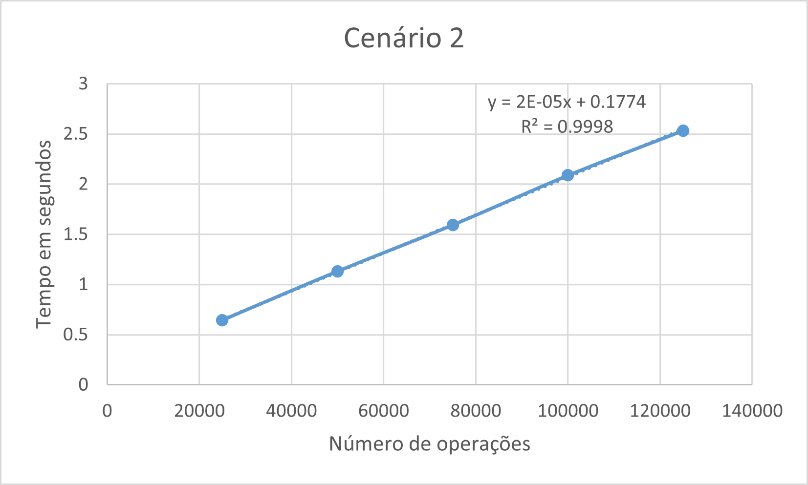 Cenário 2
y = 2E-05x + 0.1774
R² = 0.9998
3
2.5
2
1.5
1
0.5
0
Tempo em segundos
0 20000 40000 60000 80000 100000 120000 140000
Número de operações